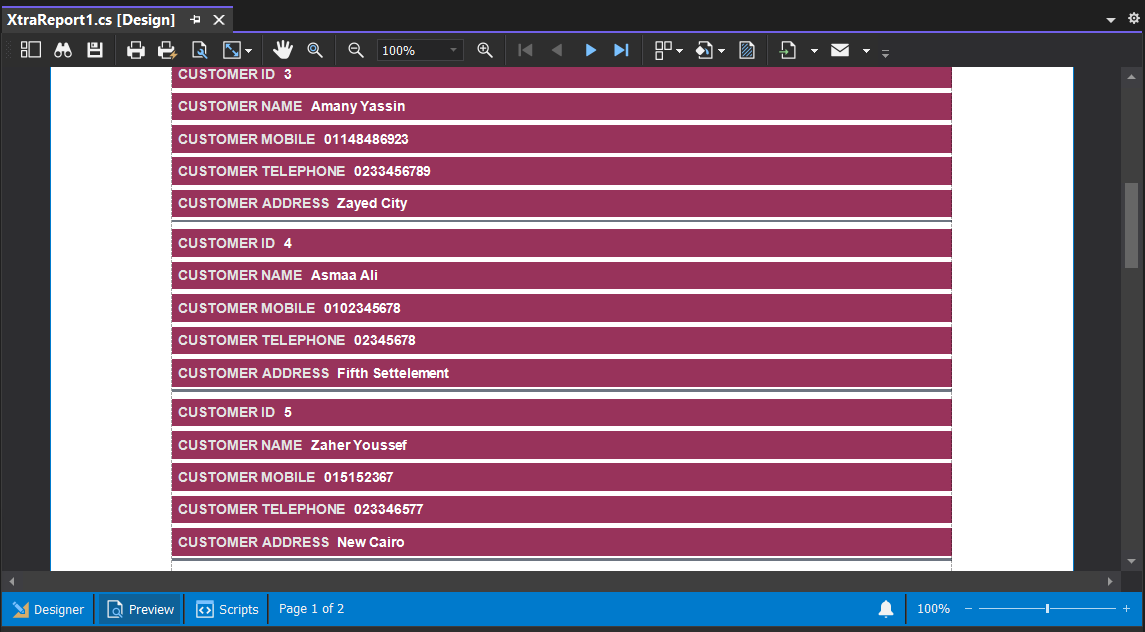 XtraReport1.cs [Design]
100%
CUSTOMER ID 3
CUSTOMER NAME Amany Yassin
CUSTOMER MOBILE 01148486923
CUSTOMER TELEPHONE 0233456789
CUSTOMER ADDRESS Zayed City
CUSTOMER ID 4
CUSTOMER NAME Asmaa Ali
CUSTOMER MOBILE 0102345678
CUSTOMER TELEPHONE 02345678
CUSTOMER ADDRESS Fifth Settelement
CUSTOMER ID 5
CUSTOMER NAME Zaher Youssef
CUSTOMER MOBILE 015152367
CUSTOMER TELEPHONE 023346577
CUSTOMER ADDRESS New Cairo
Designer Preview Scripts Page 1 of 2 100% − +